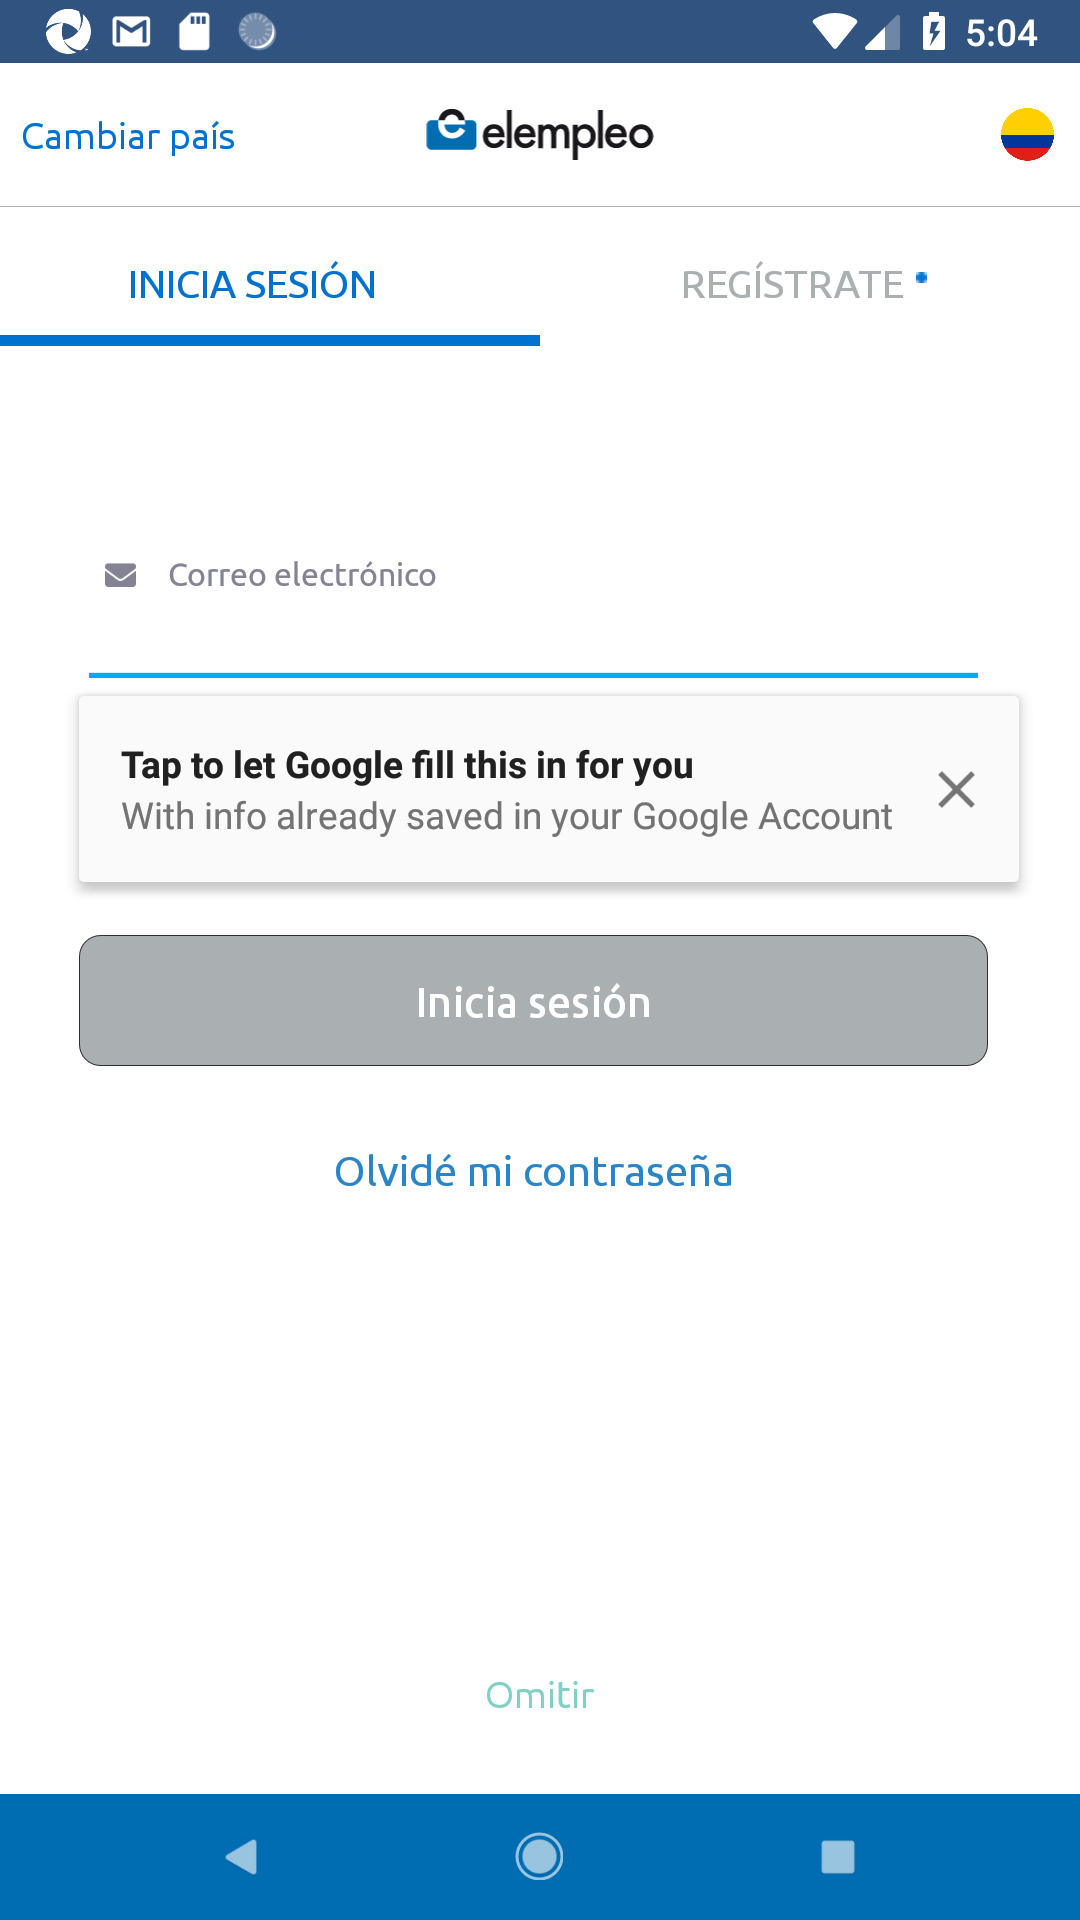 5:04
Cambiar país
elempleo
INICIA SESIÓN
REGÍSTRATE
Correo electrónico
Tap to let Google fill this in for you
With info already saved in your Google Account
Inicia sesión
Olvidé mi contraseña
Omitir